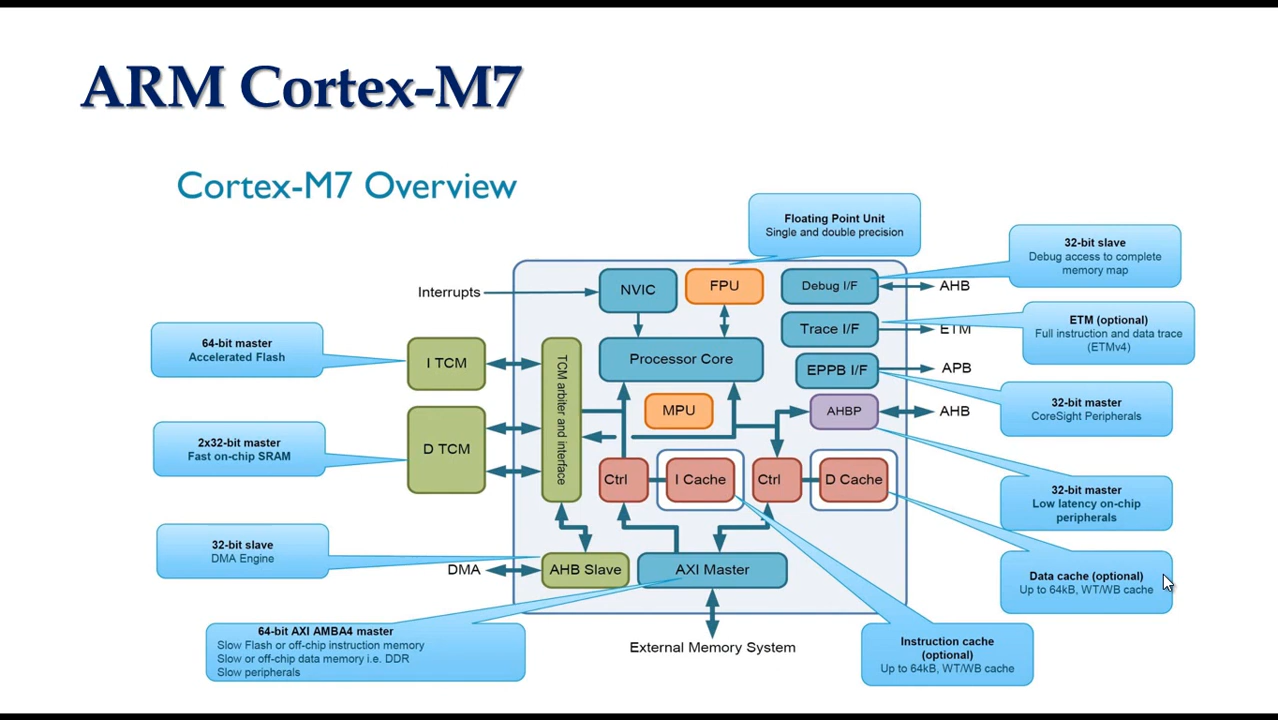 ARM Cortex-M7
Cortex-M7 Overview
Floating Point Unit
Single and double precision
32-bit slave
Debug access to complete
memory map
Interrupts
NVIC
FPU
Debug I/F
AHB
ETM (optional)
Full instruction and data trace
(ETMv4)
Trace I/F
ETM
64-bit master
Accelerated Flash
I TCM
TCM arbiter and interface
Processor Core
EPPB I/F
APB
32-bit master
CoreSight Peripherals
MPU
AHBP
AHB
2x32-bit master
Fast on-chip SRAM
D TCM
Ctrl
I Cache
Ctrl
D Cache
32-bit master
Low latency on-chip
peripherals
32-bit slave
DMA Engine
DMA
AHB Slave
AXI Master
Data cache (optional)
Up to 64kB, WT/WB cache
64-bit AXI AMBA4 master
Slow Flash or off-chip instruction memory
Slow or off-chip data memory i.e. DDR
Slow peripherals
External Memory System
Instruction cache
(optional)
Up to 64kB, WT/WB cache